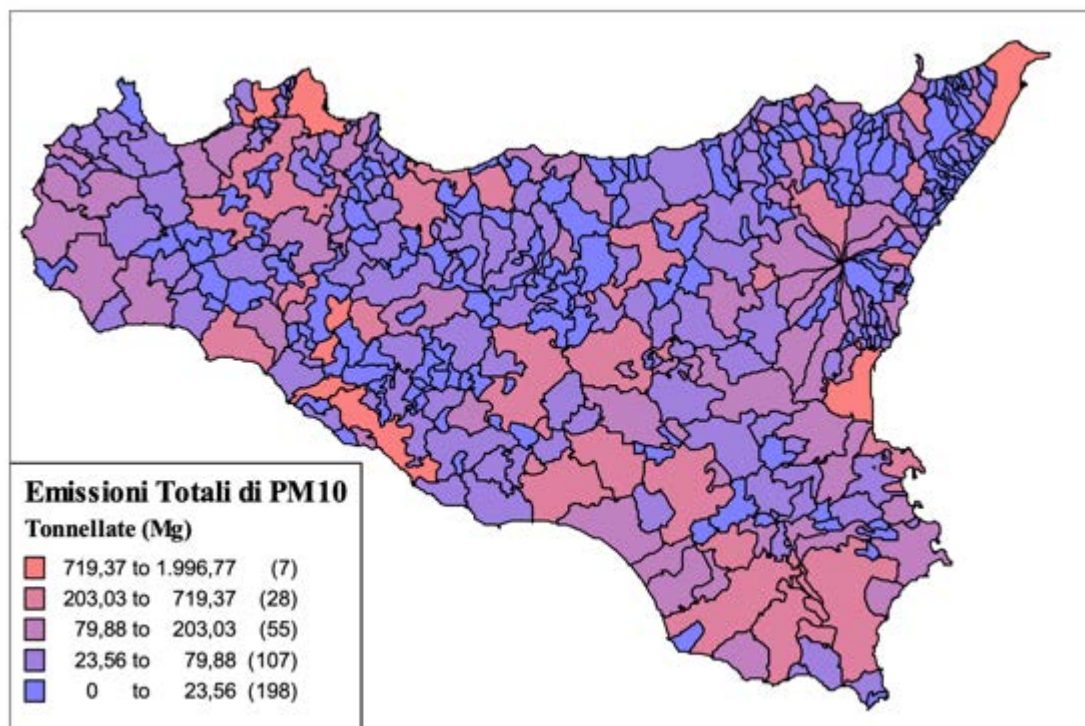 Emissioni Totali di PM10
Tonnellate (Mg)
719,37 to 1.996,77 (7)
203,03 to 719,37 (28)
79,88 to 203,03 (55)
23,56 to 79,88 (107)
0 to 23,56 (198)